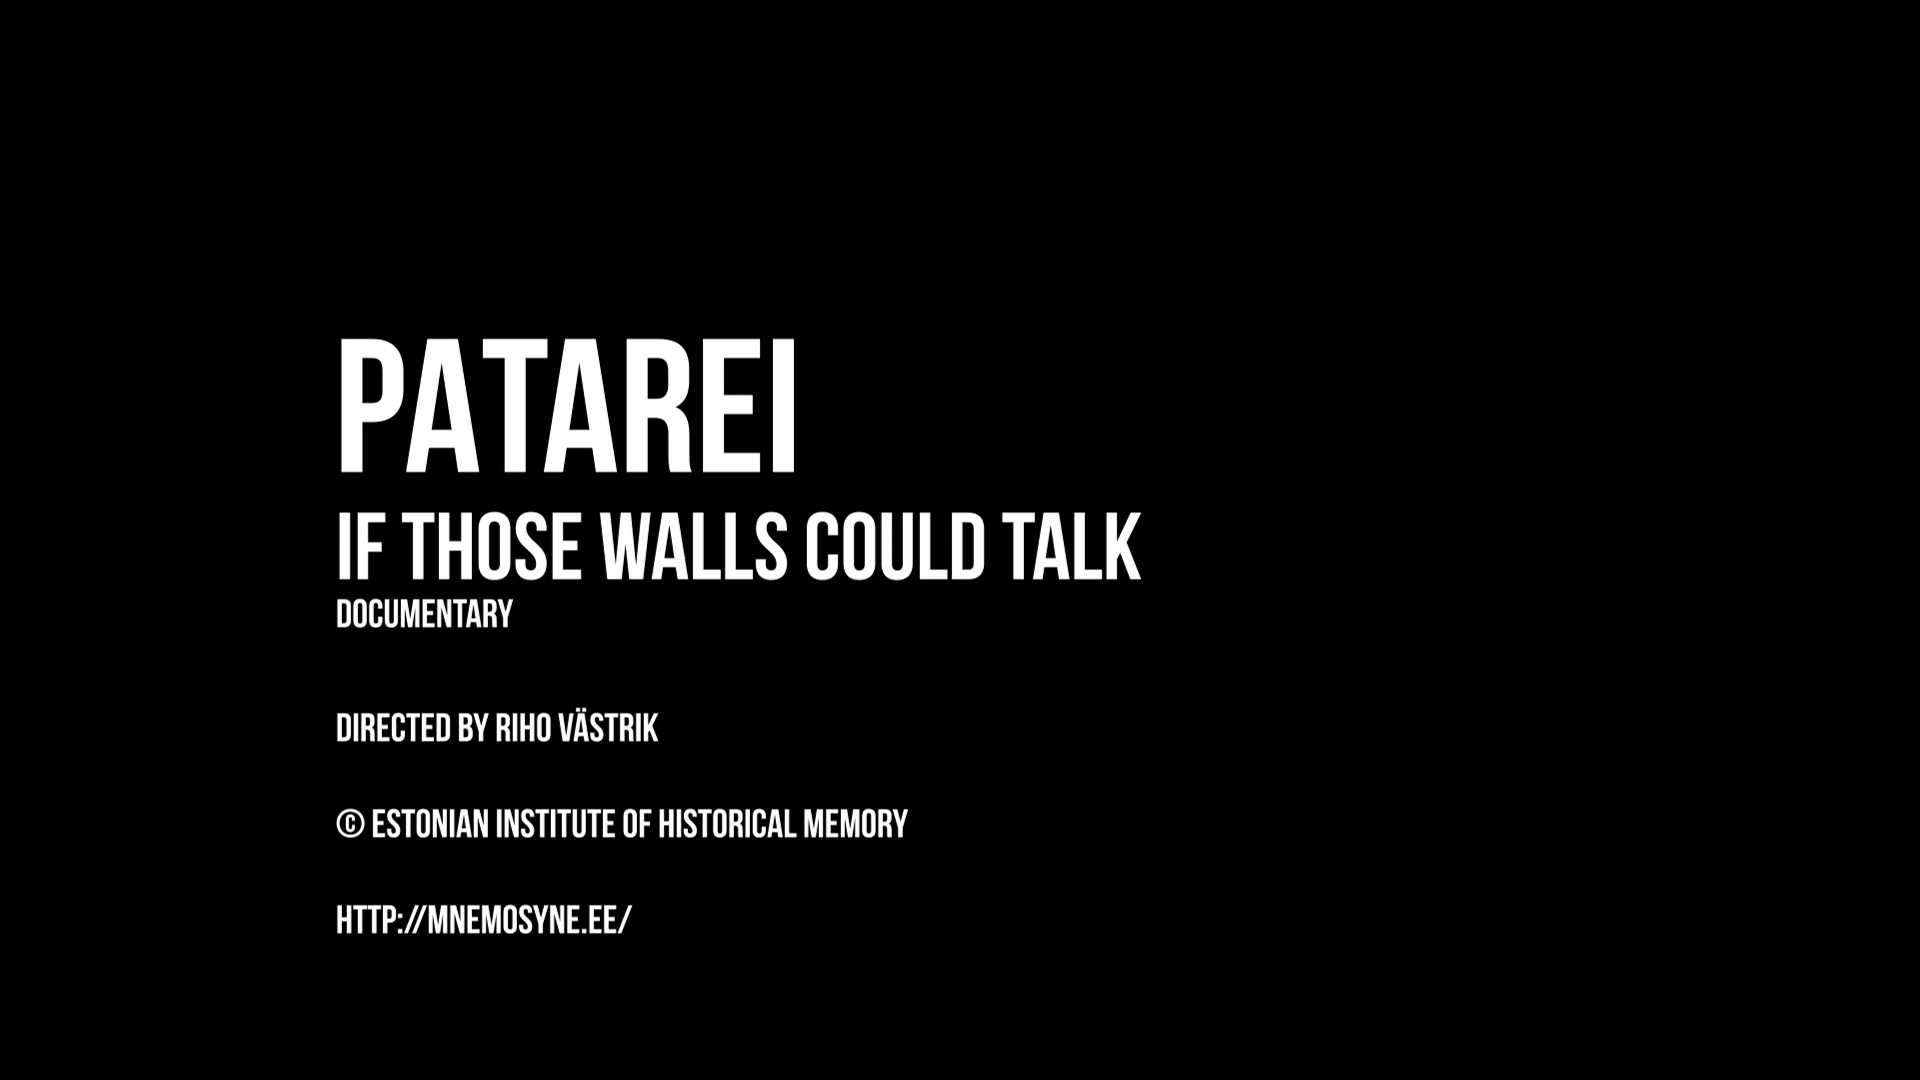 PATAREI
IF THOSE WALLS COULD TALK
DOCUMENTARY
DIRECTED BY RIHO VÄSTRIK
© ESTONIAN INSTITUTE OF HISTORICAL MEMORY
HTTP://MNEMOSYNE.EE/